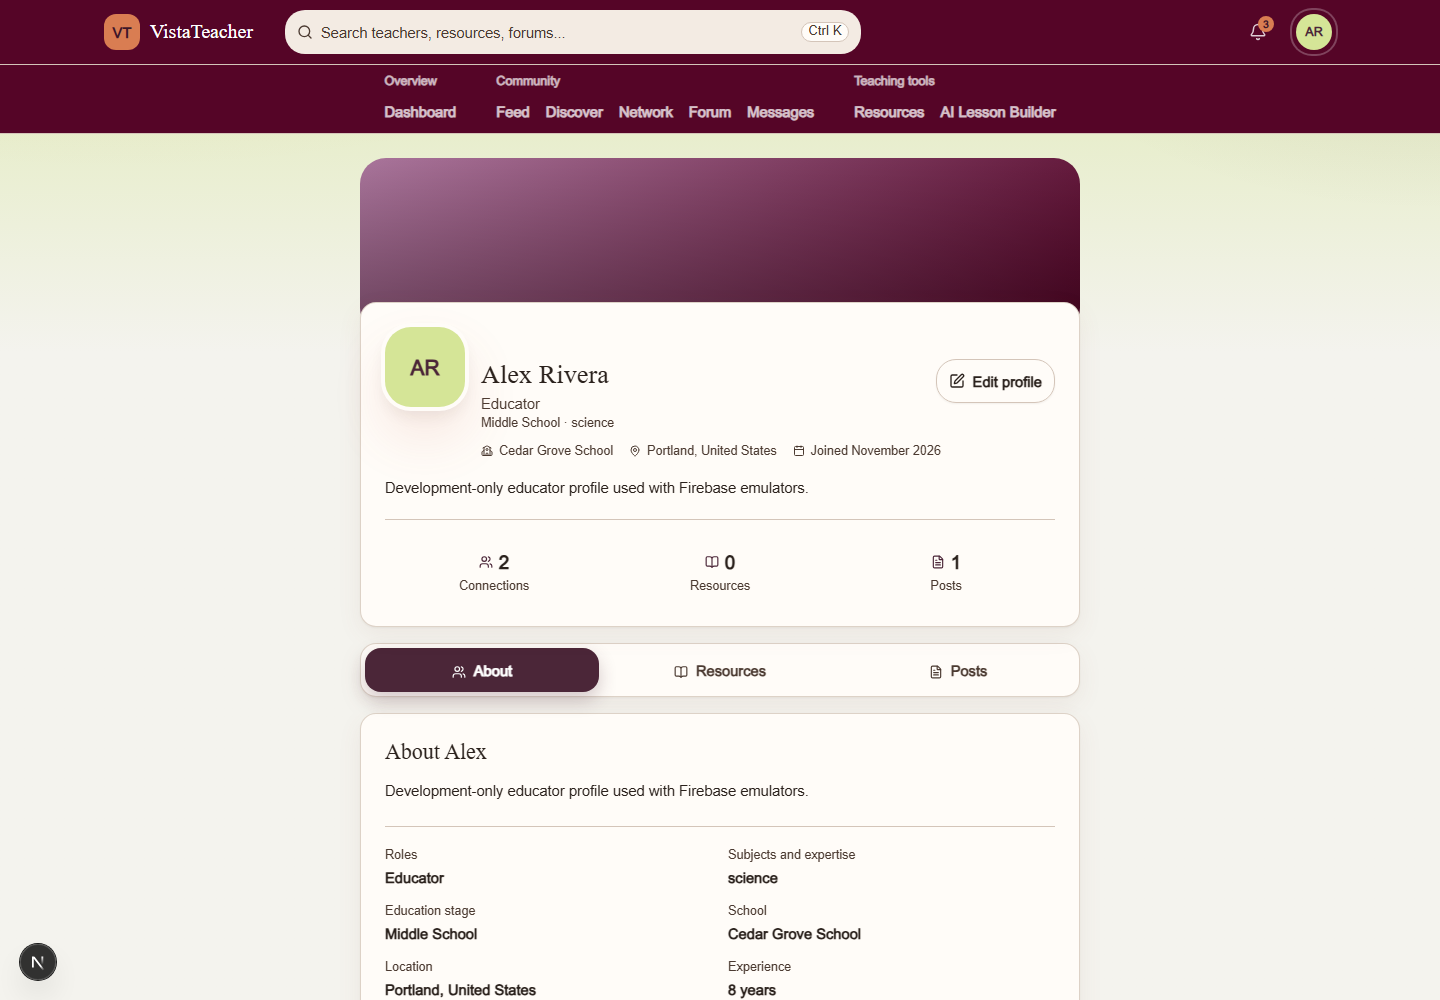 VT VistaTeacher
Search teachers, resources, forums... Ctrl K
3
AR
Overview Community Teaching tools
Dashboard Feed Discover Network Forum Messages Resources AI Lesson Builder
AR
Alex Rivera
Edit profile
Educator
Middle School · science
Cedar Grove School Portland, United States Joined November 2026
Development-only educator profile used with Firebase emulators.
2 0 1
Connections Resources Posts
About Resources Posts
About Alex
Development-only educator profile used with Firebase emulators.
Roles Subjects and expertise
Educator science
Education stage School
Middle School Cedar Grove School
Location Experience
Portland, United States 8 years
N